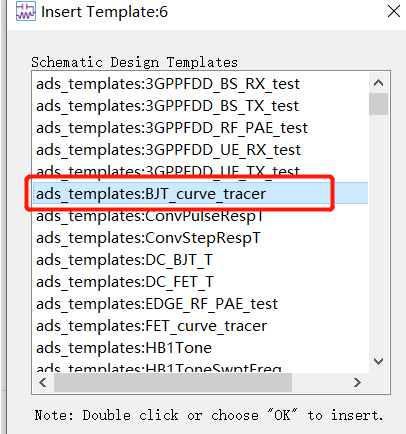 Insert Template:6
Schematic Design Templates
ads_templates:3GPPFDD_BS_RX_test
ads_templates:3GPPFDD_BS_TX_test
ads_templates:3GPPFDD_RF_PAE_test
ads_templates:3GPPFDD_UE_RX_test
ads_templates:3GPPFDD_UE_TX_test
ads_templates:BJT_curve_tracer
ads_templates:ConvPulseRespT
ads_templates:ConvStepRespT
ads_templates:DC_BJT_T
ads_templates:DC_FET_T
ads_templates:EDGE_RF_PAE_test
ads_templates:FET_curve_tracer
ads_templates:HB1Tone
ads_templates:HB1ToneSwptFreq
Note: Double click or choose "OK" to insert.